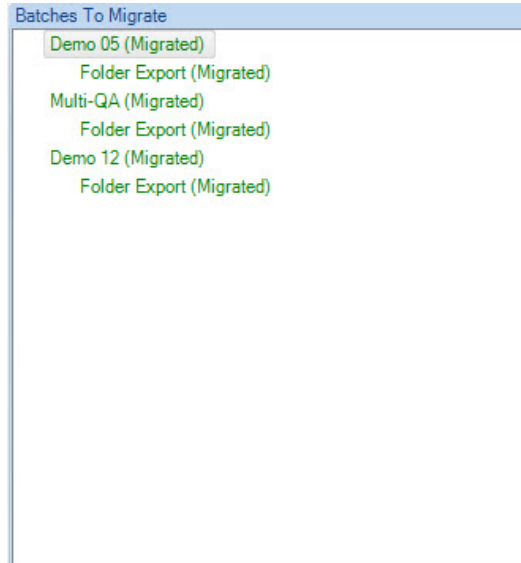 Batches To Migrate
Demo 05 (Migrated)
Folder Export (Migrated)
Multi-QA (Migrated)
Folder Export (Migrated)
Demo 12 (Migrated)
Folder Export (Migrated)